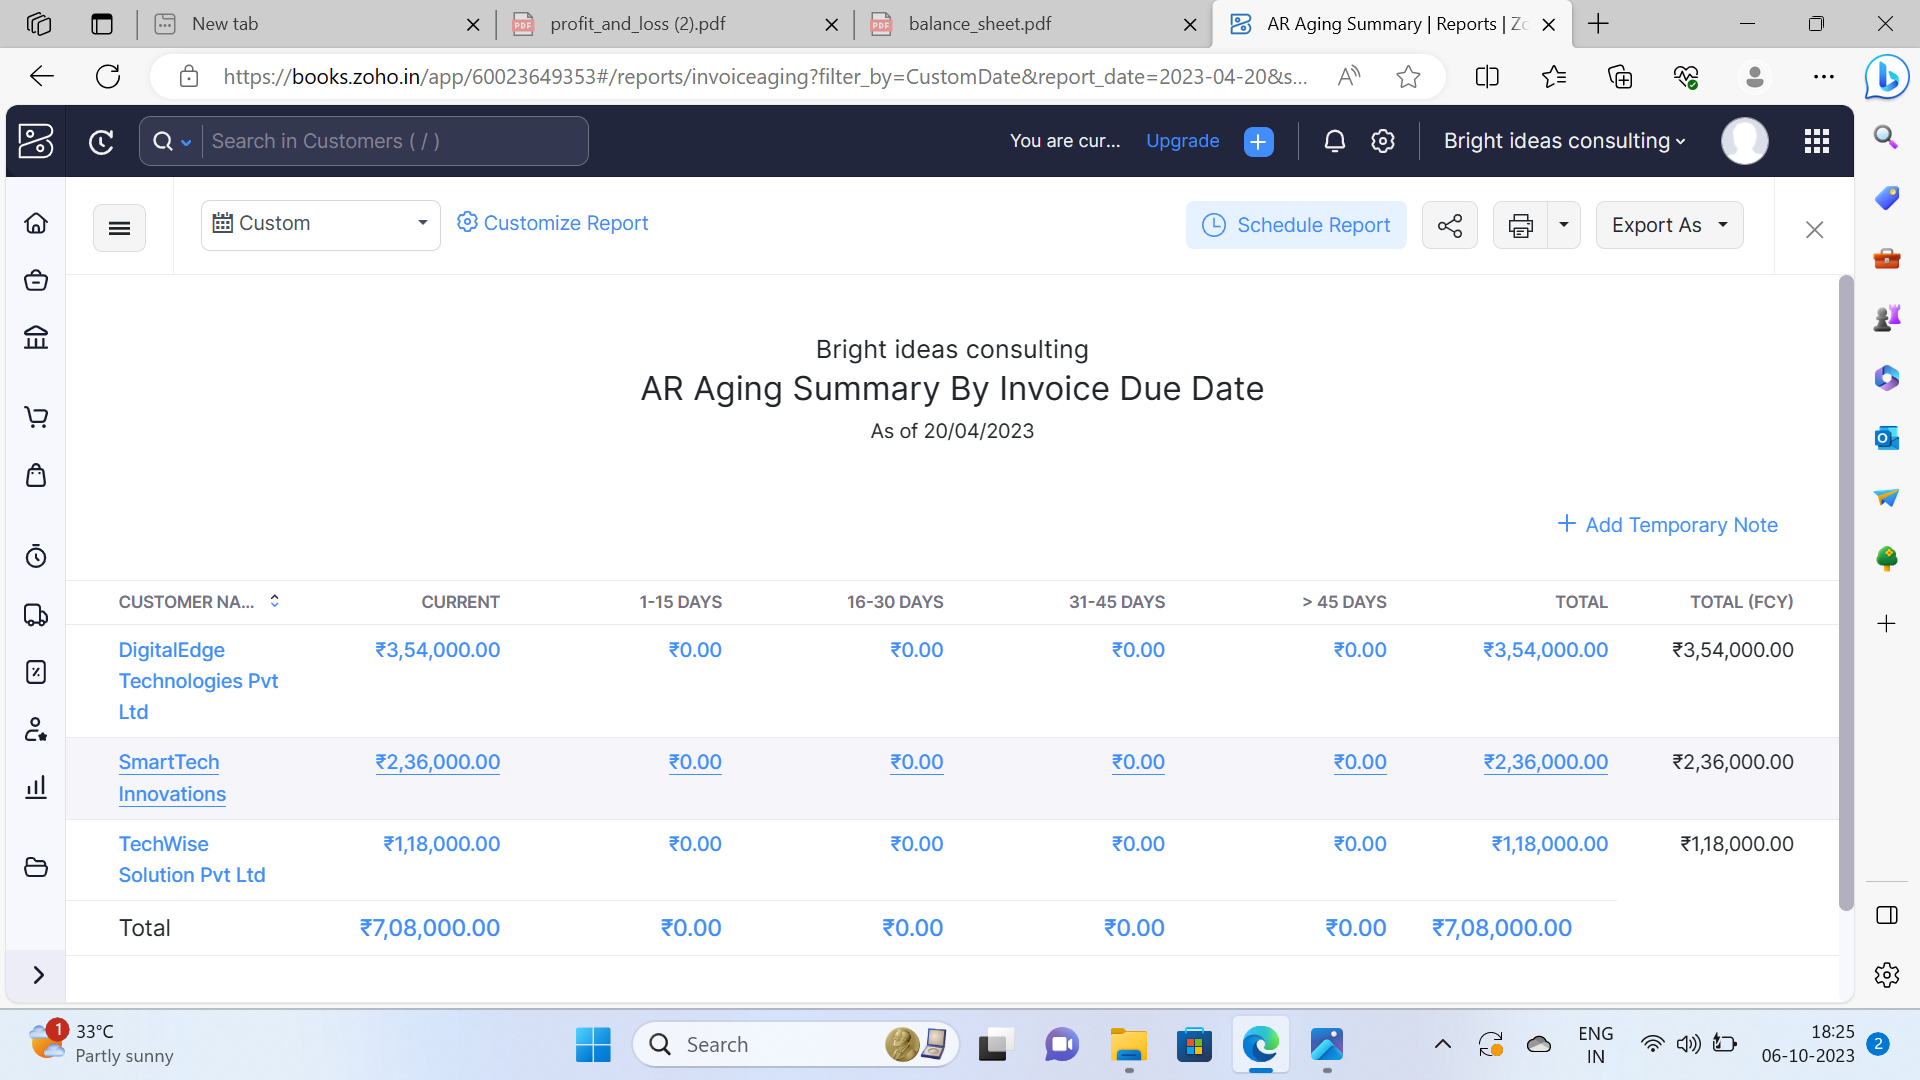 New tab
profit_and_loss (2).pdf
balance_sheet.pdf
AR Aging Summary | Reports | Zo
https://books.zoho.in/app/60023649353#/reports/invoiceaging?filter_by=CustomDate&report_date=2023-04-20&s...
Search in Customers ( / )
You are cur...
Upgrade
Bright ideas consulting
Custom
Customize Report
Schedule Report
Export As
Bright ideas consulting
AR Aging Summary By Invoice Due Date
As of 20/04/2023
+ Add Temporary Note
CUSTOMER NA... CURRENT 1-15 DAYS 16-30 DAYS 31-45 DAYS > 45 DAYS TOTAL TOTAL (FCY)
DigitalEdge ₹3,54,000.00 ₹0.00 ₹0.00 ₹0.00 ₹0.00 ₹3,54,000.00 ₹3,54,000.00
Technologies Pvt
Ltd
SmartTech ₹2,36,000.00 ₹0.00 ₹0.00 ₹0.00 ₹0.00 ₹2,36,000.00 ₹2,36,000.00
Innovations
TechWise ₹1,18,000.00 ₹0.00 ₹0.00 ₹0.00 ₹0.00 ₹1,18,000.00 ₹1,18,000.00
Solution Pvt Ltd
Total ₹7,08,000.00 ₹0.00 ₹0.00 ₹0.00 ₹0.00 ₹7,08,000.00
1
33°C
Partly sunny
Search
ENG
IN
18:25
06-10-2023
2